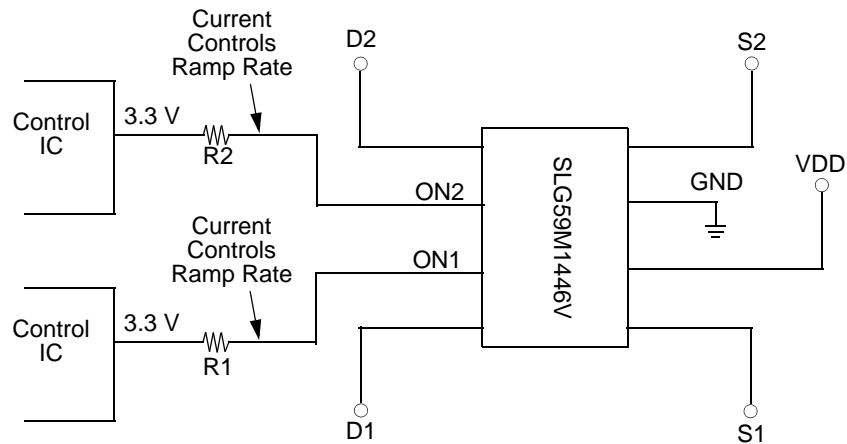 Current
Controls
Ramp Rate
D2
S2
Control
IC
3.3 V
R2
VDD
GND
ON2
SLG59M1446V
Current
Controls
Ramp Rate
ON1
Control
IC
3.3 V
R1
D1
S1